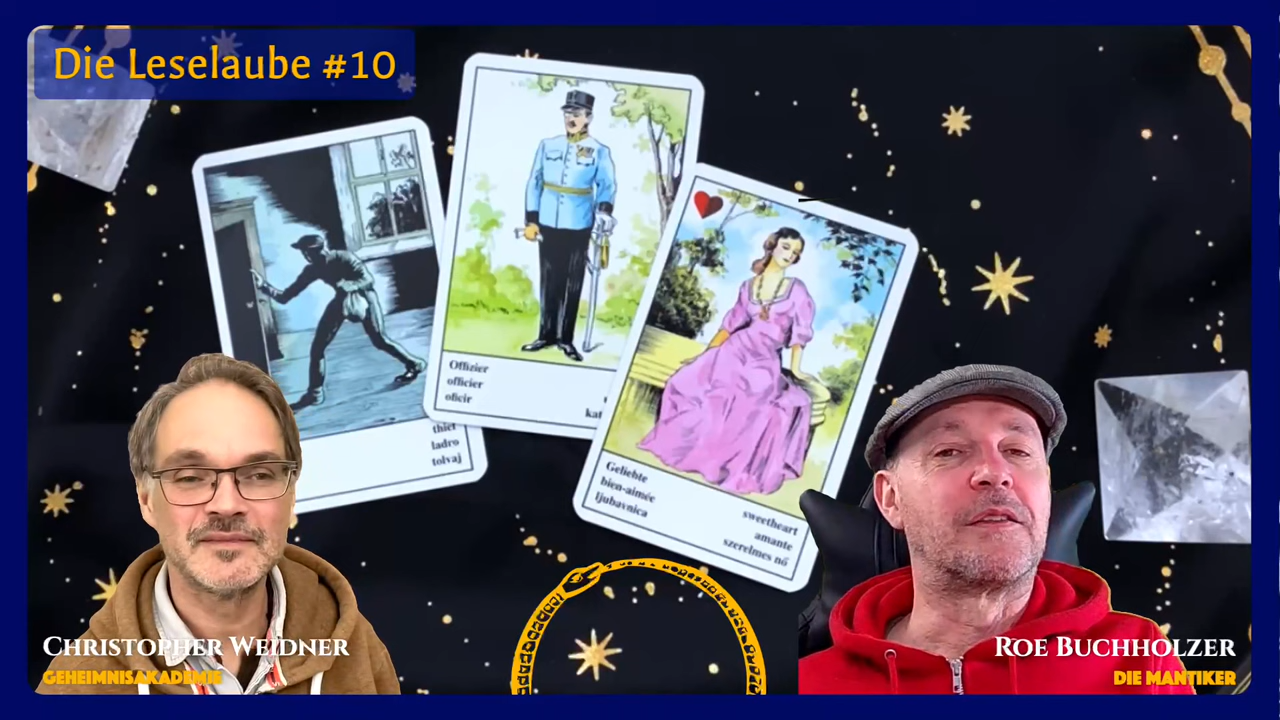 Die Leselaube #10
thief
ladro
tolvaj
Offizier
officier
oficir
Geliebte
bien-aimée
ljubavnica
sweetheart
amante
szerelmes nő
Christopher Weidner
GEHEIMNISAKADEMIE
Roe Buchholzer
DIE MANTIKER